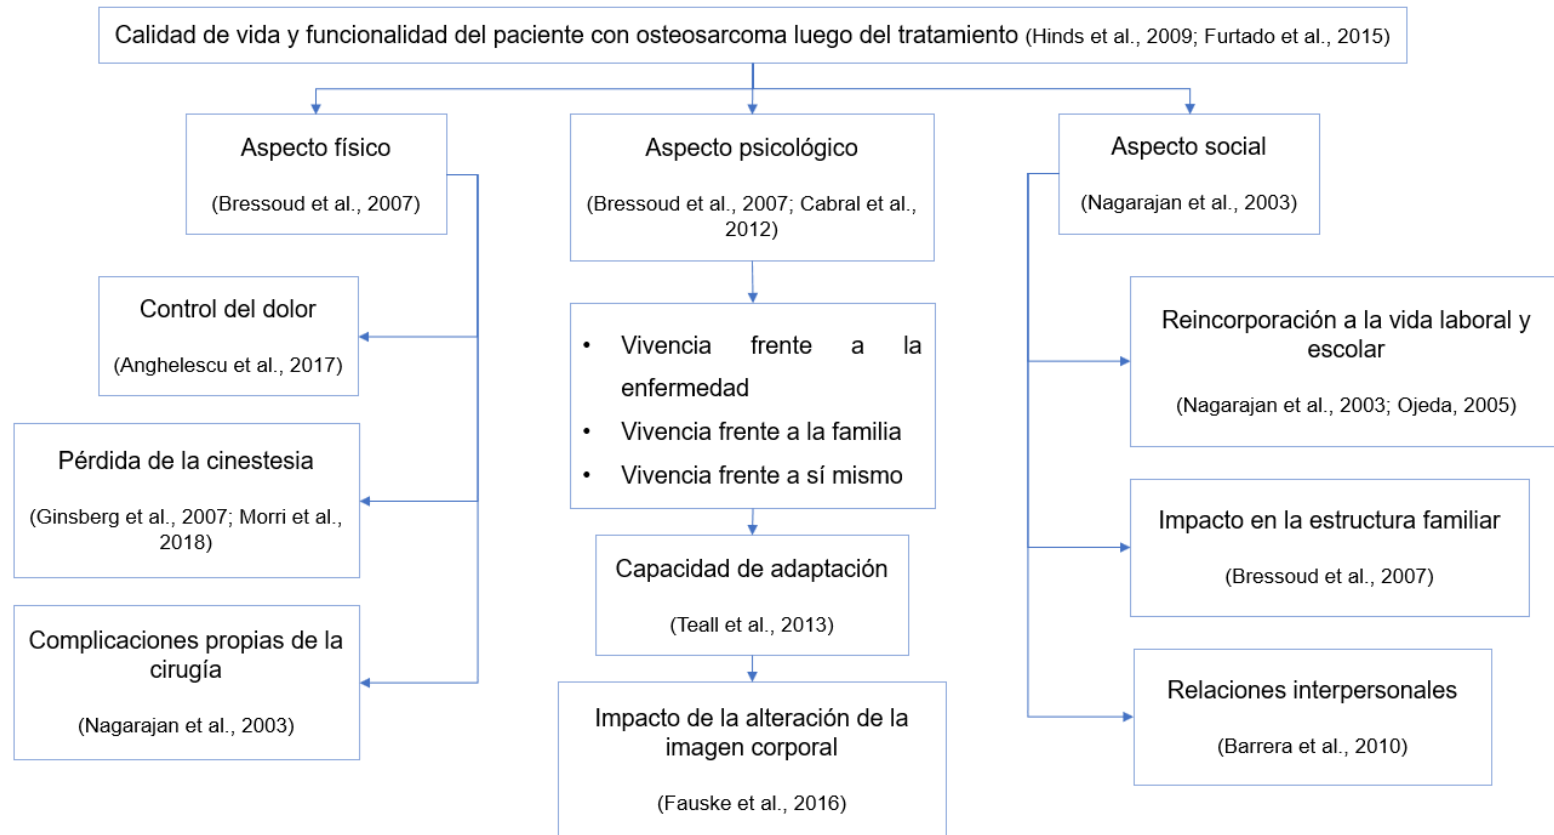 Calidad de vida y funcionalidad del paciente con osteosarcoma luego del tratamiento (Hinds et al., 2009; Furtado et al., 2015)
Aspecto físico
(Bressoud et al., 2007)
Control del dolor
(Anghelescu et al., 2017)
Pérdida de la cinestesia
(Ginsberg et al., 2007; Morri et al.,
2018)
Complicaciones propias de la
cirugía
(Nagarajan et al., 2003)
Aspecto psicológico
(Bressoud et al., 2007; Cabral et al.,
2012)
• Vivencia frente a la
enfermedad
• Vivencia frente a la familia
• Vivencia frente a sí mismo
Capacidad de adaptación
(Teall et al., 2013)
Impacto de la alteración de la
imagen corporal
(Fauske et al., 2016)
Aspecto social
(Nagarajan et al., 2003)
Reincorporación a la vida laboral y
escolar
(Nagarajan et al., 2003; Ojeda, 2005)
Impacto en la estructura familiar
(Bressoud et al., 2007)
Relaciones interpersonales
(Barrera et al., 2010)